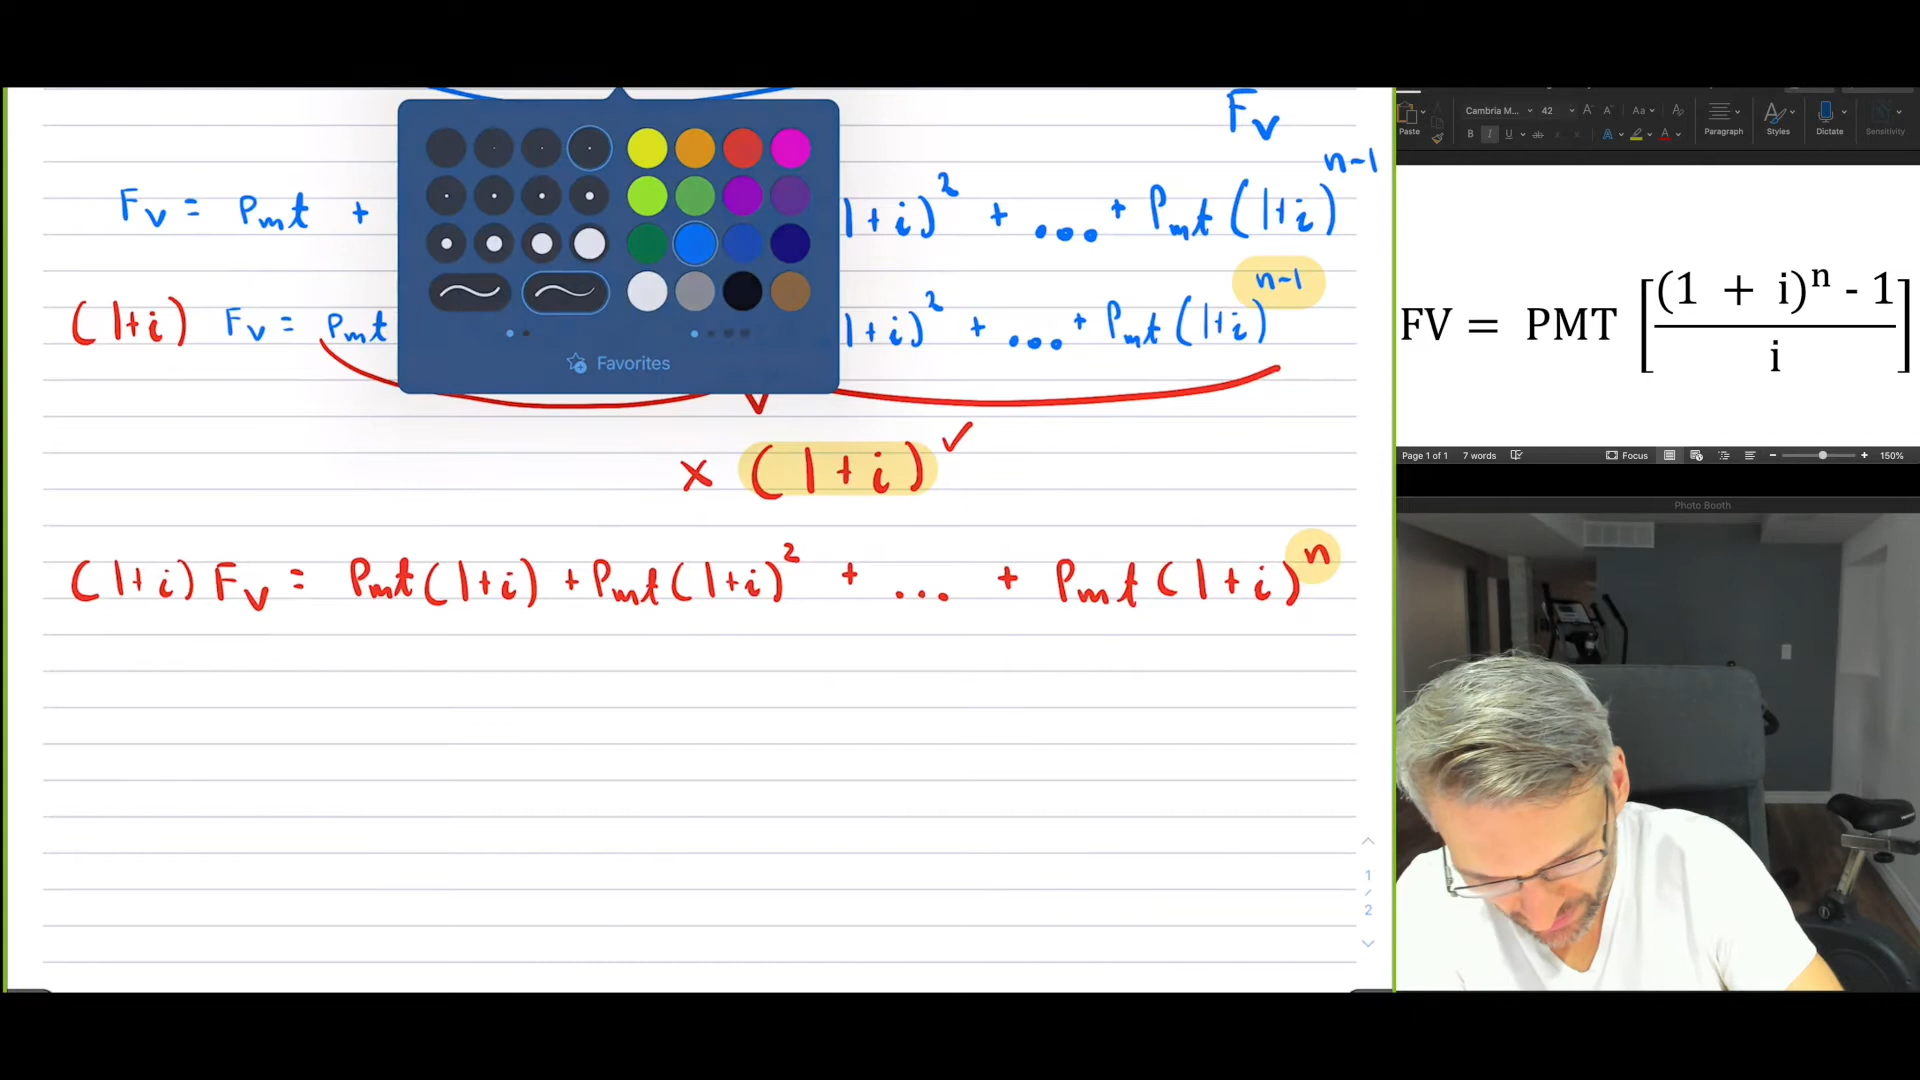 Fv
Fv = Pmt +
1+i)² + ... + Pmt (1+i)ⁿ⁻¹
(1+i) Fv = Pmt
1+i)² + ... + Pmt (1+i)ⁿ⁻¹
Favorites
× (1+i) ✓
(1+i) Fv = Pmt (1+i) + Pmt (1+i)² + ... + Pmt (1+i)ⁿ
1
2
Cambria M... 42
Aa
Paste
B I U ab x x A A
Paragraph
Styles
Dictate
Sensitivity
FV = PMT [((1 + i)ⁿ - 1)/i]
Page 1 of 1 7 words Focus 150%
Photo Booth